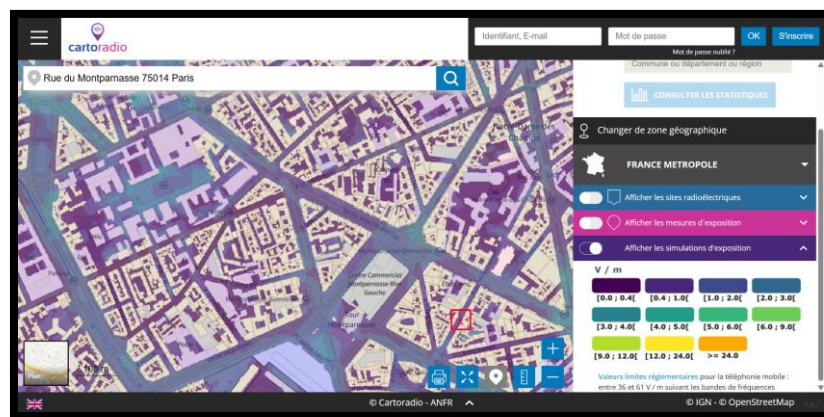 cartoradio
Identifiant, E-mail
Mot de passe
OK
S'inscrire
Mot de passe oublié ?
Rue du Montparnasse 75014 Paris
Commune ou département ou région
CONSULTER LES STATISTIQUES
Changer de zone géographique
FRANCE METROPOLE
Afficher les sites radioélectriques
Afficher les mesures d'exposition
Afficher les simulations d'exposition
V / m
[0.0 ; 0.4[ [0.4 ; 1.0[ [1.0 ; 2.0[ [2.0 ; 3.0[
[3.0 ; 4.0[ [4.0 ; 5.0[ [5.0 ; 6.0[ [6.0 ; 9.0[
[9.0 ; 12.0[ [12.0 ; 24.0[ >= 24.0
Valeurs limites réglementaires pour la téléphonie mobile :
entre 36 et 61 V / m suivant les bandes de fréquences
Notre-Dame des
Champs
Centre Commercial
Montparnasse Rive
Gauche
Tour
Montparnasse
Plan
100 m
© Cartoradio - ANFR
© IGN - © OpenStreetMap